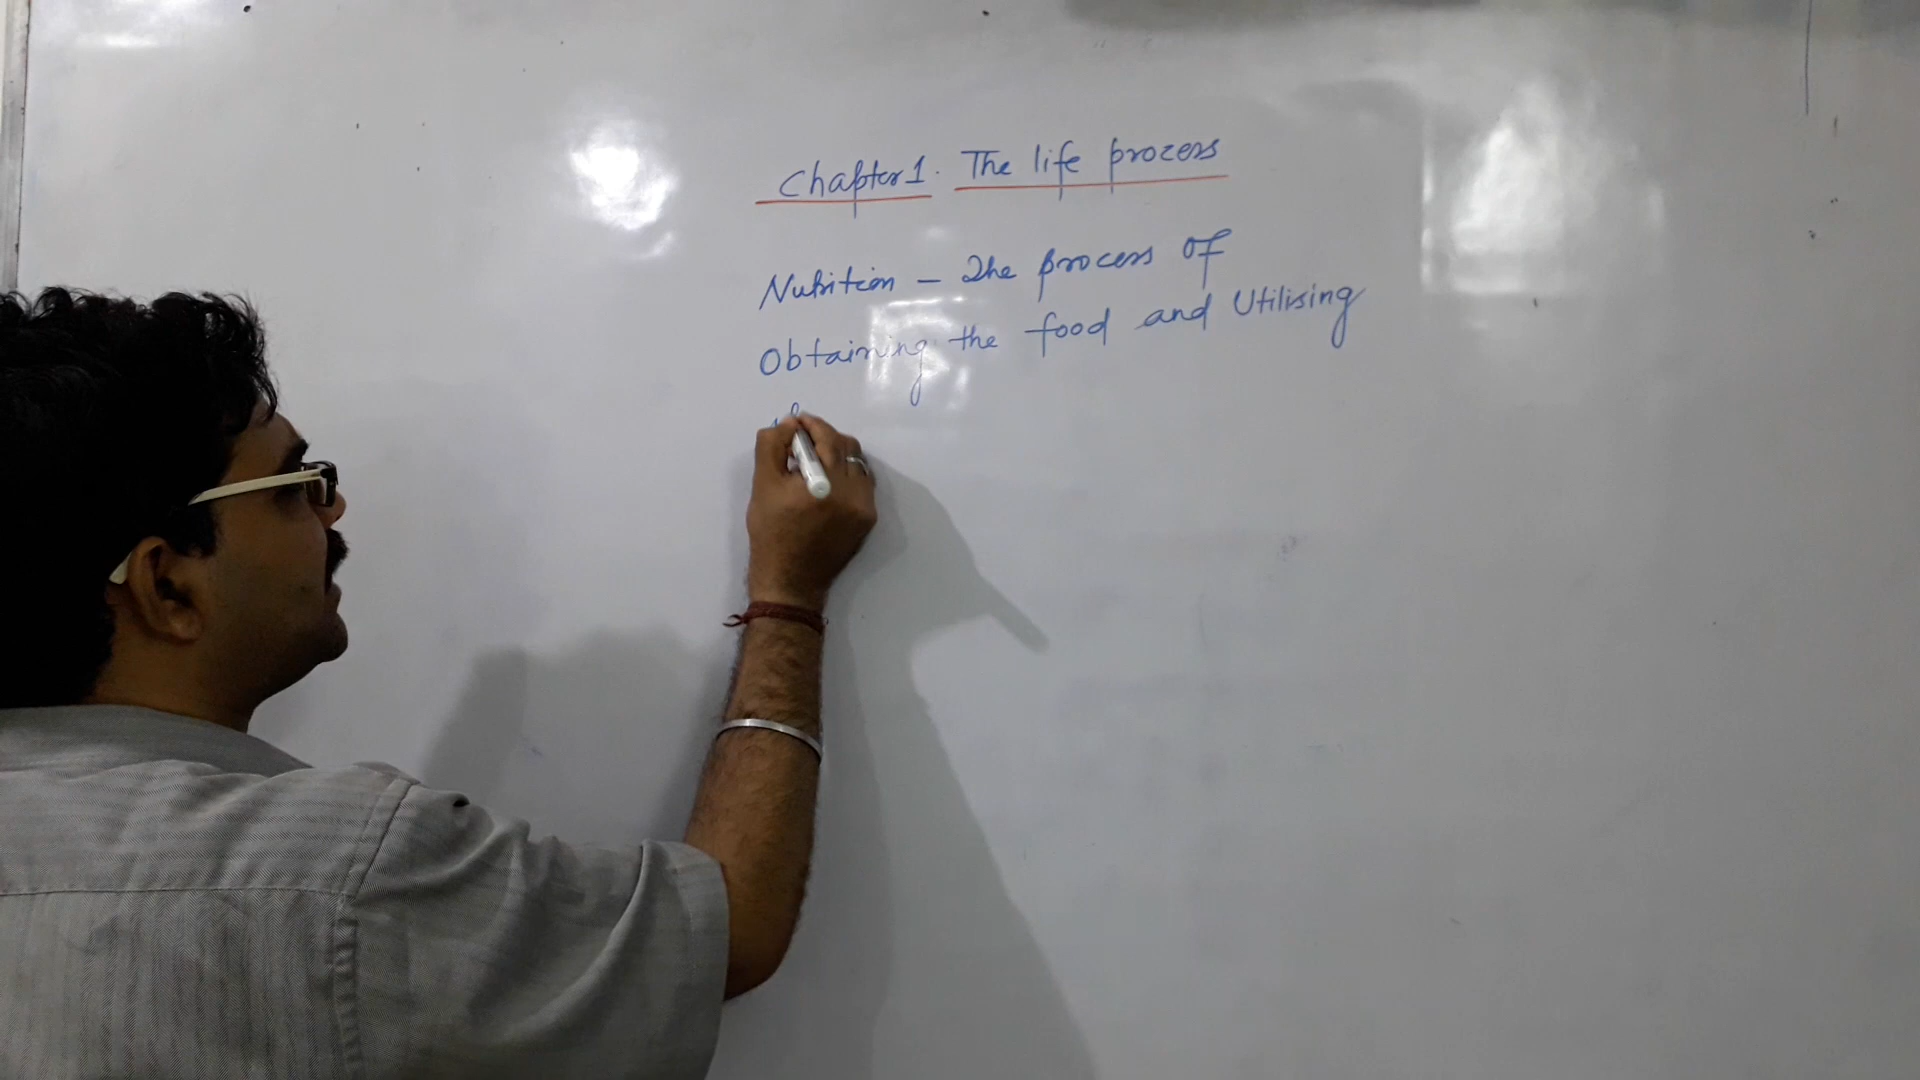 Chapter 1. The life process
Nutrition – The process of
Obtaining the food and Utilising